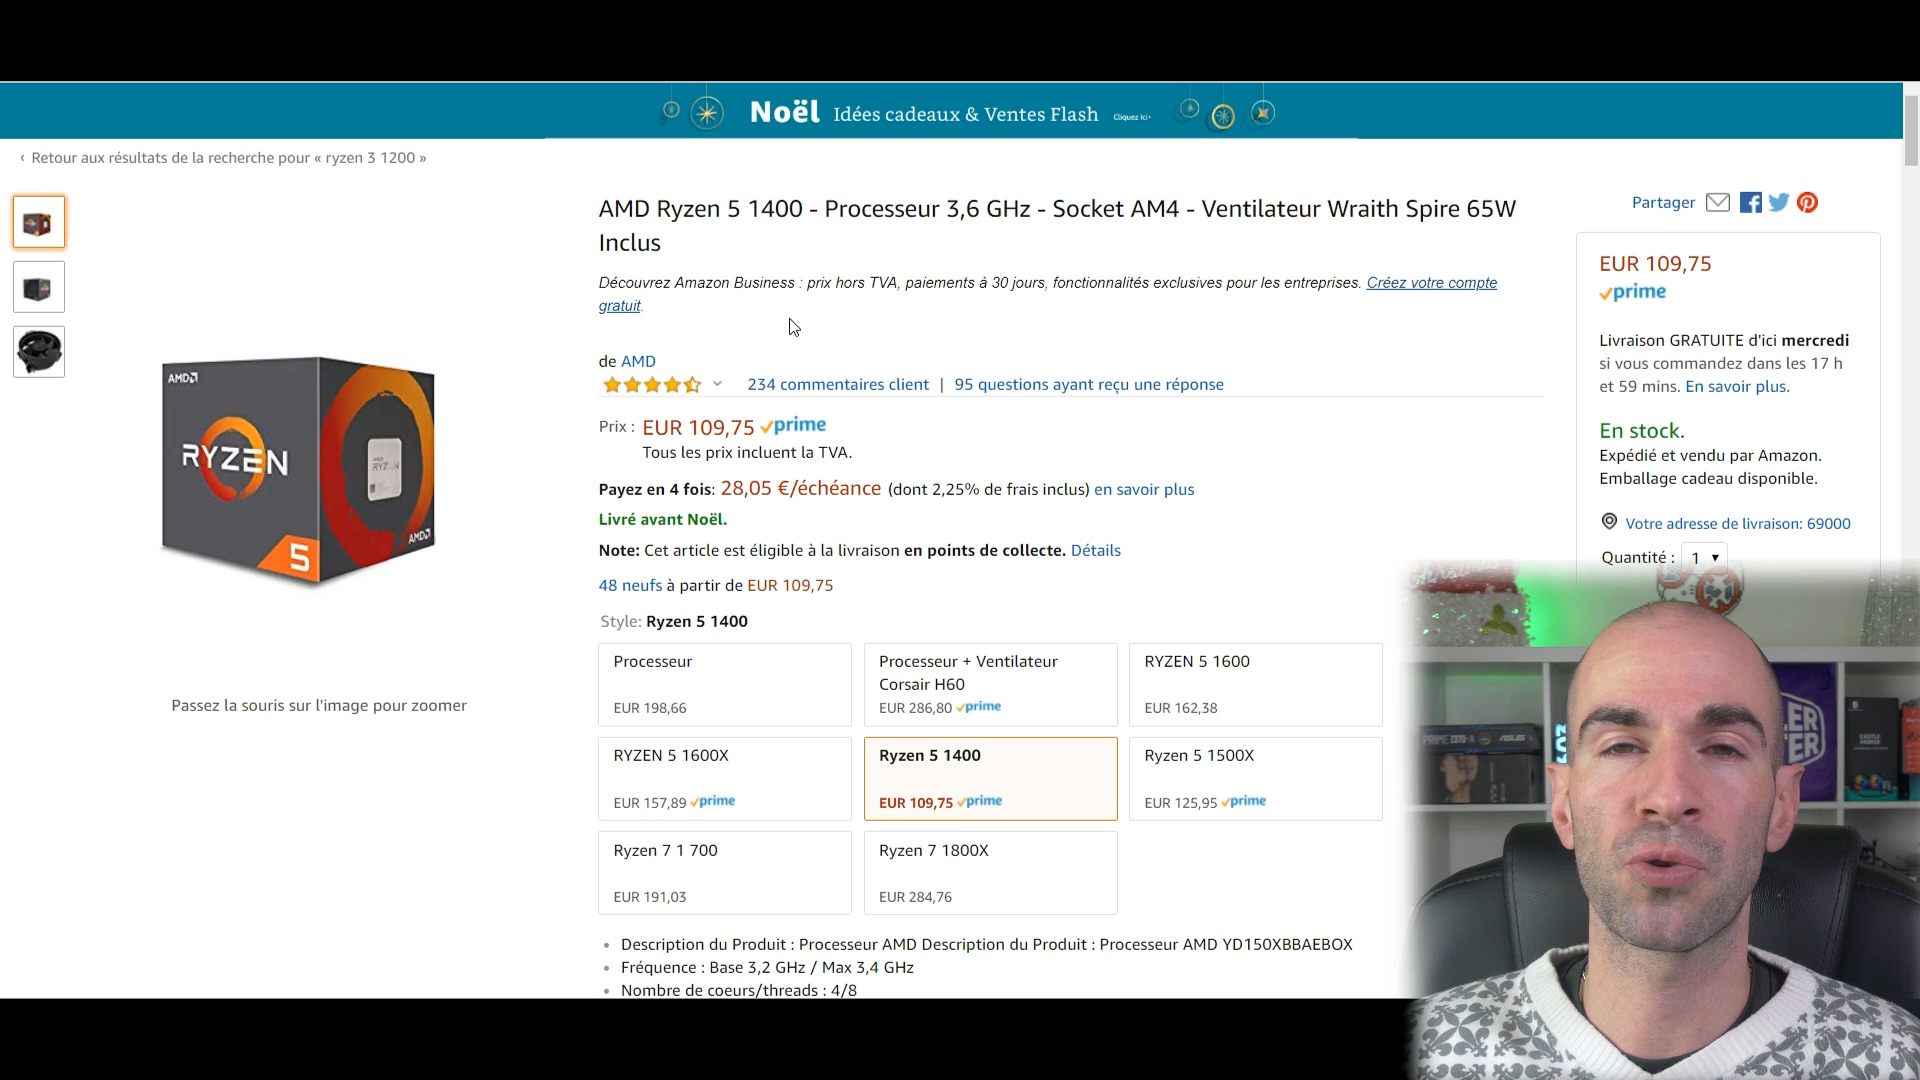 Noël Idées cadeaux & Ventes Flash Cliquez ici
‹ Retour aux résultats de la recherche pour « ryzen 3 1200 »
AMD Ryzen 5 1400 - Processeur 3,6 GHz - Socket AM4 - Ventilateur Wraith Spire 65W
Inclus
Découvrez Amazon Business : prix hors TVA, paiements à 30 jours, fonctionnalités exclusives pour les entreprises. Créez votre compte
gratuit.
de AMD
234 commentaires client | 95 questions ayant reçu une réponse
Prix : EUR 109,75 prime
Tous les prix incluent la TVA.
Payez en 4 fois: 28,05 €/échéance (dont 2,25% de frais inclus) en savoir plus
Livré avant Noël.
Note: Cet article est éligible à la livraison en points de collecte. Détails
48 neufs à partir de EUR 109,75
Style: Ryzen 5 1400
Processeur
EUR 198,66
Processeur + Ventilateur
Corsair H60
EUR 286,80 prime
RYZEN 5 1600
EUR 162,38
RYZEN 5 1600X
EUR 157,89 prime
Ryzen 5 1400
EUR 109,75 prime
Ryzen 5 1500X
EUR 125,95 prime
Ryzen 7 1 700
EUR 191,03
Ryzen 7 1800X
EUR 284,76
• Description du Produit : Processeur AMD Description du Produit : Processeur AMD YD150XBBAEBOX
• Fréquence : Base 3,2 GHz / Max 3,4 GHz
• Nombre de coeurs/threads : 4/8
AMD
RYZEN
5
RYZEN
AMD
Passez la souris sur l'image pour zoomer
Partager
EUR 109,75
prime
Livraison GRATUITE d'ici mercredi
si vous commandez dans les 17 h
et 59 mins. En savoir plus.
En stock.
Expédié et vendu par Amazon.
Emballage cadeau disponible.
Votre adresse de livraison: 69000
Quantité : 1
ASUS